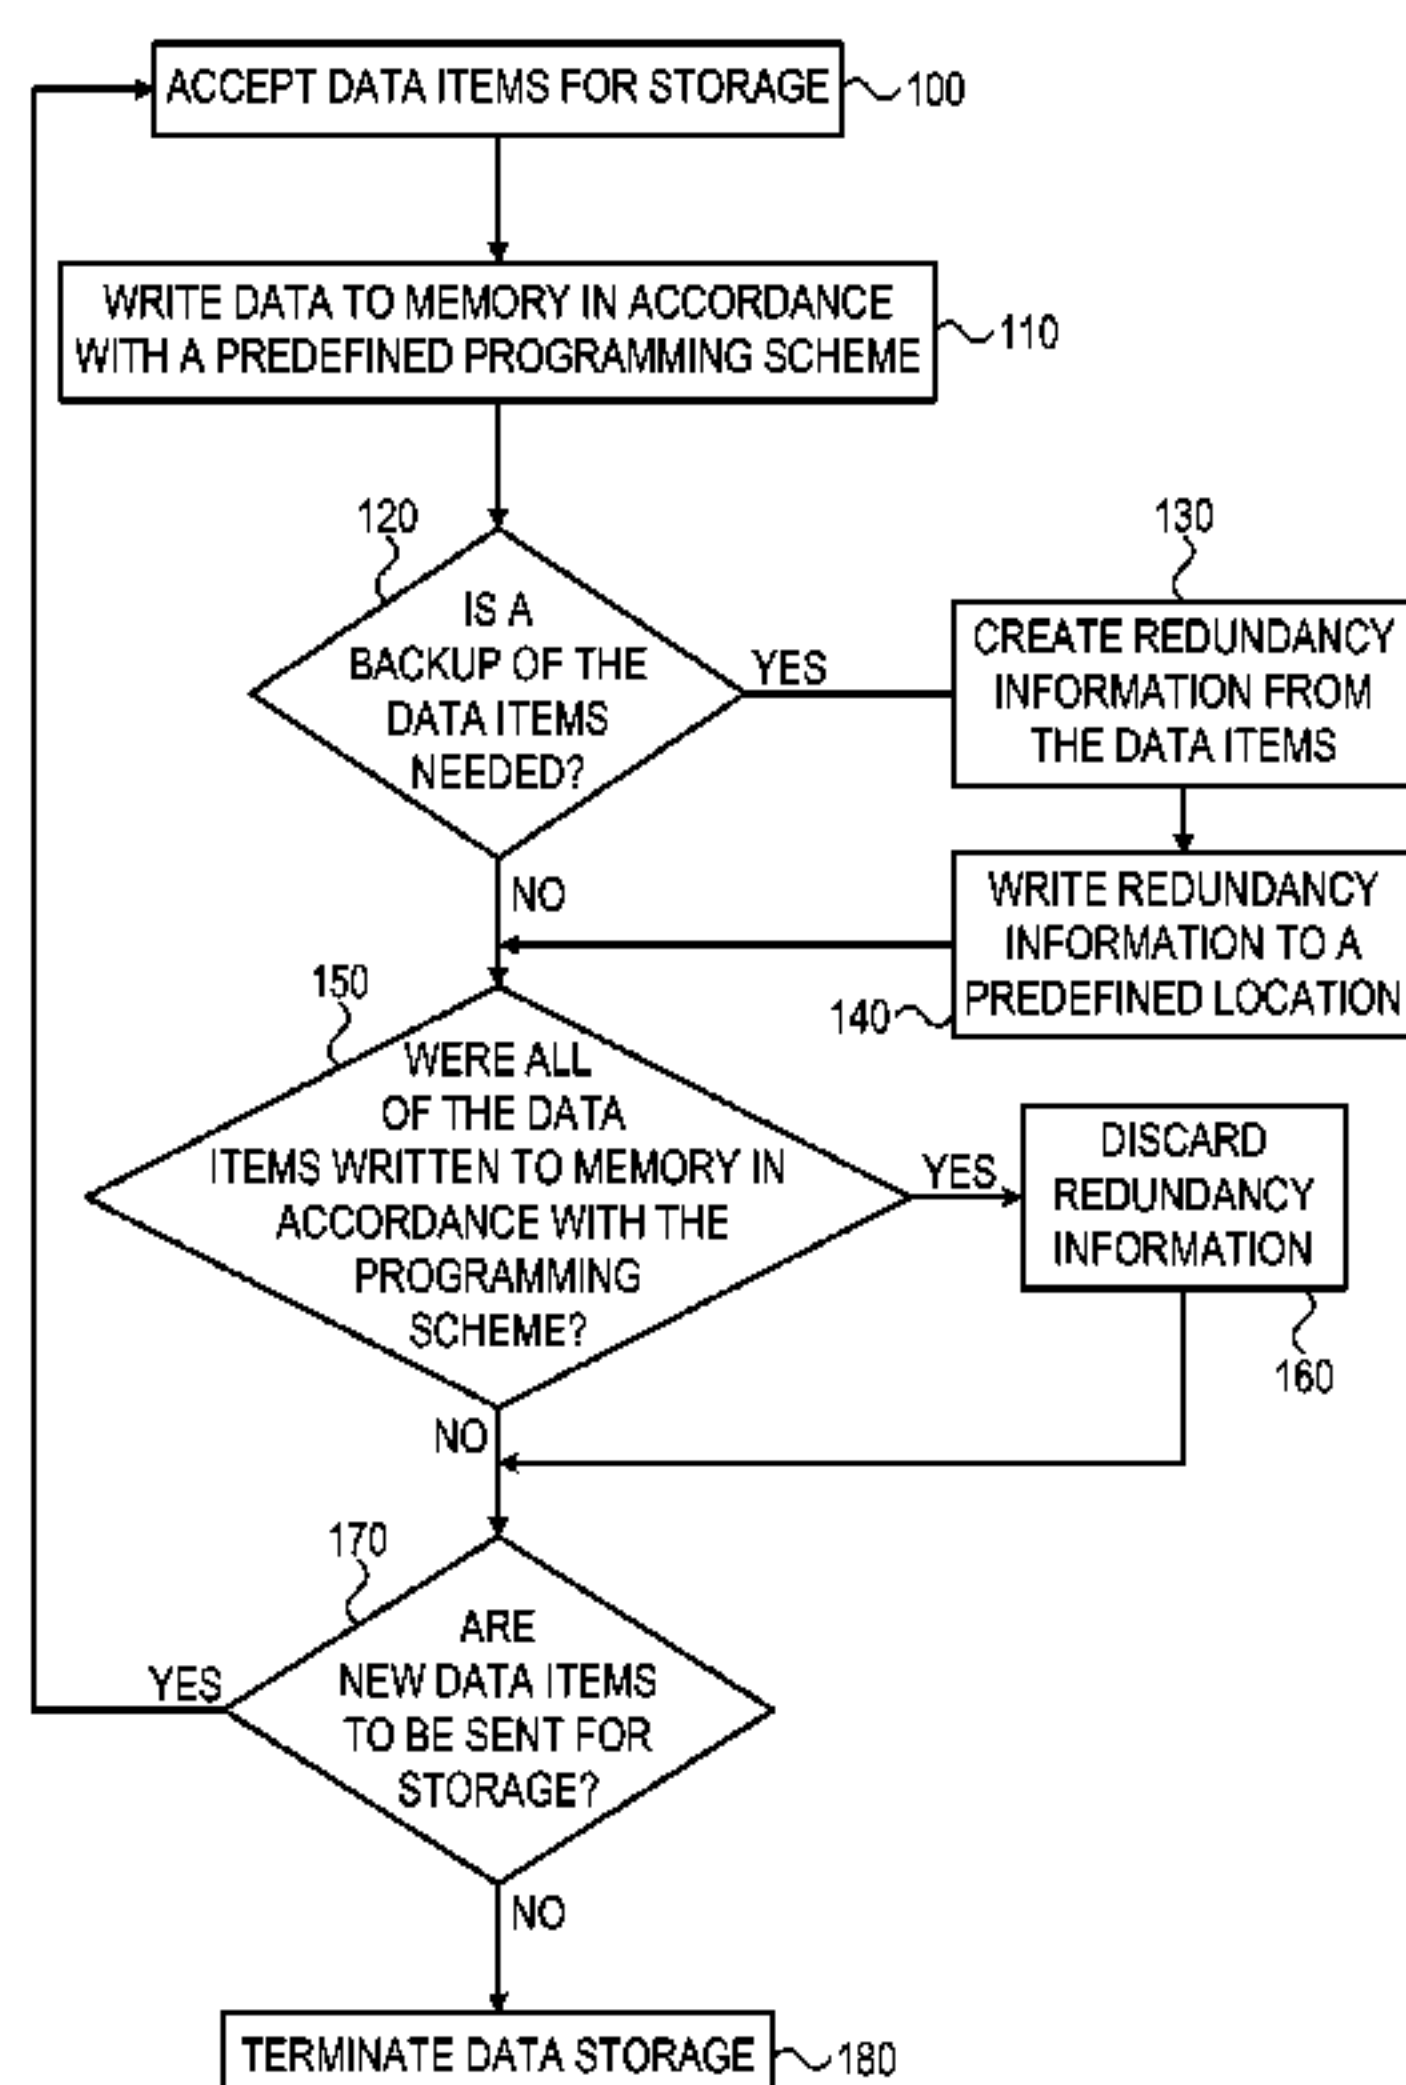 ACCEPT DATA ITEMS FOR STORAGE
100
WRITE DATA TO MEMORY IN ACCORDANCE
WITH A PREDEFINED PROGRAMMING SCHEME
110
120
IS A
BACKUP OF THE
DATA ITEMS
NEEDED?
YES
130
CREATE REDUNDANCY
INFORMATION FROM
THE DATA ITEMS
NO
WRITE REDUNDANCY
INFORMATION TO A
PREDEFINED LOCATION
140
150
WERE ALL
OF THE DATA
ITEMS WRITTEN TO MEMORY IN
ACCORDANCE WITH THE
PROGRAMMING
SCHEME?
YES
DISCARD
REDUNDANCY
INFORMATION
160
NO
170
ARE
NEW DATA ITEMS
TO BE SENT FOR
STORAGE?
YES
NO
TERMINATE DATA STORAGE
180